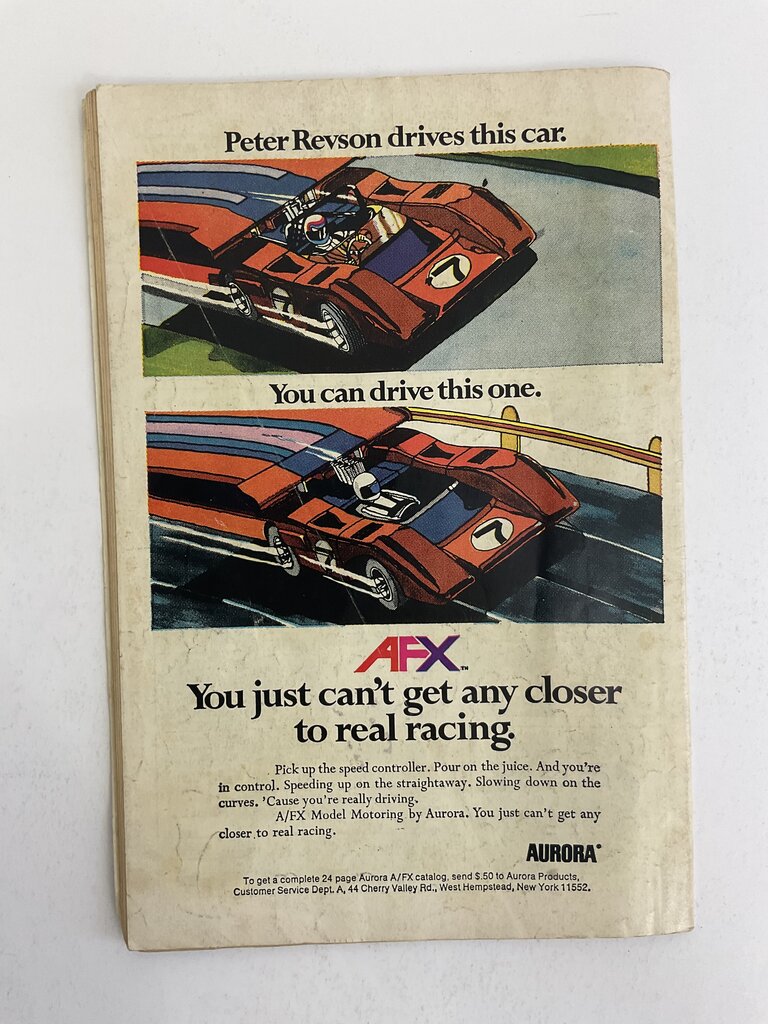 Peter Revson drives this car.
7
You can drive this one.
7
AFX™
You just can't get any closer
to real racing.
Pick up the speed controller. Pour on the juice. And you're
in control. Speeding up on the straightaway. Slowing down on the
curves. 'Cause you're really driving.
A/FX Model Motoring by Aurora. You just can't get any
closer to real racing.
AURORA®
To get a complete 24 page Aurora A/FX catalog, send $.50 to Aurora Products,
Customer Service Dept. A, 44 Cherry Valley Rd., West Hempstead, New York 11552.